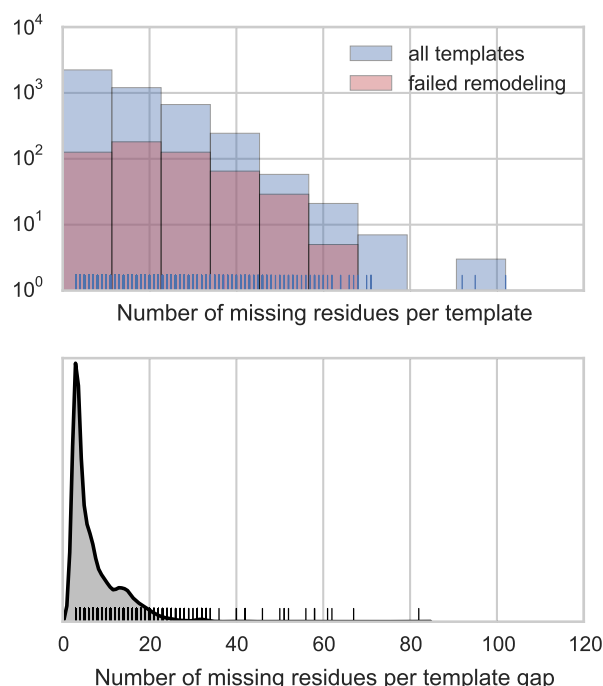 10^4
all templates
10^3
failed remodeling
10^2
10^1
10^0
Number of missing residues per template
0 20 40 60 80 100 120
Number of missing residues per template gap